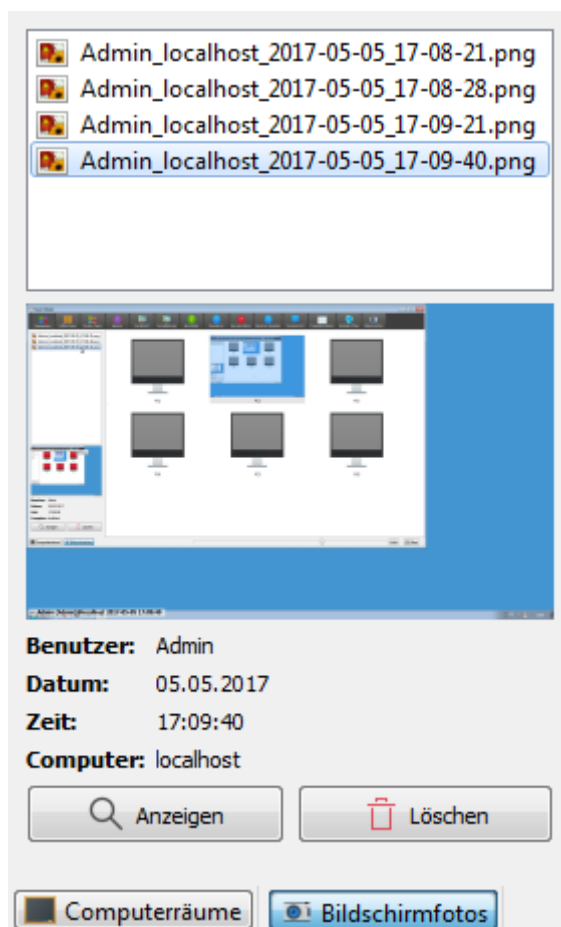 Admin_localhost_2017-05-05_17-08-21.png
Admin_localhost_2017-05-05_17-08-28.png
Admin_localhost_2017-05-05_17-09-21.png
Admin_localhost_2017-05-05_17-09-40.png
Benutzer: Admin
Datum: 05.05.2017
Zeit: 17:09:40
Computer: localhost
Anzeigen Löschen
Computerräume Bildschirmfotos